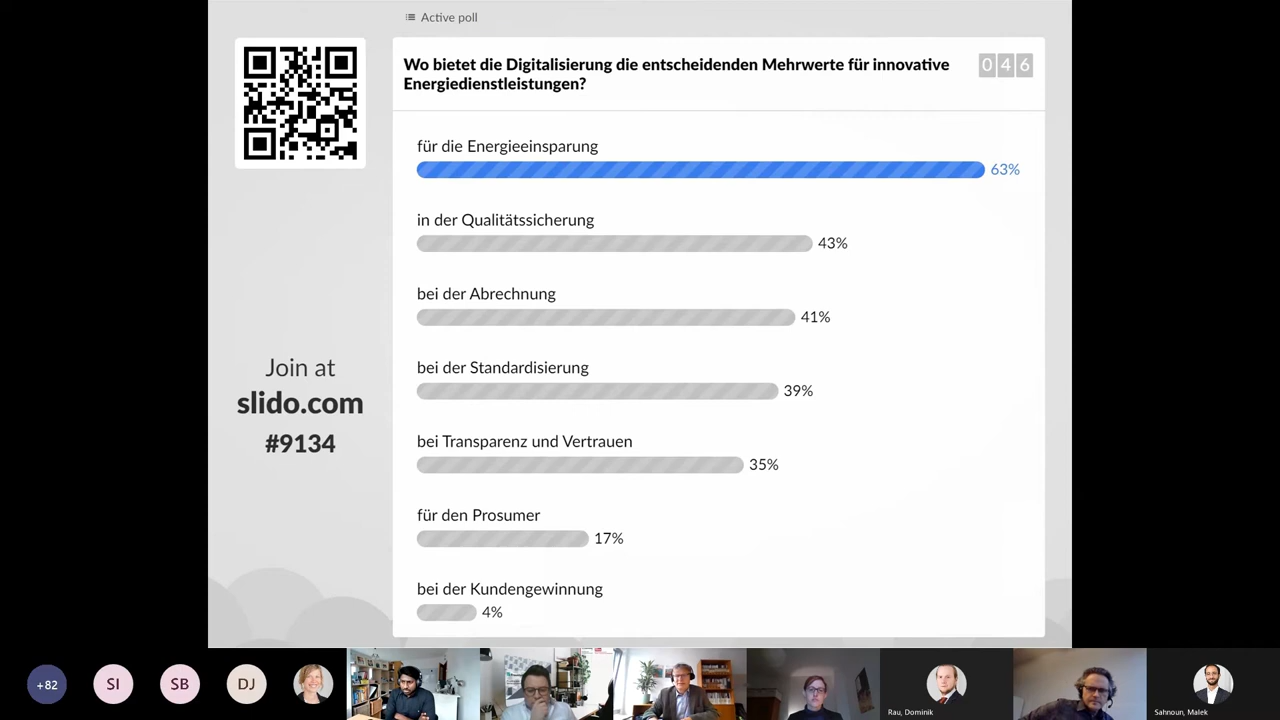 Active poll
Wo bietet die Digitalisierung die entscheidenden Mehrwerte für innovative
Energiedienstleistungen?
046
für die Energieeinsparung
63%
in der Qualitätssicherung
43%
bei der Abrechnung
41%
bei der Standardisierung
39%
bei Transparenz und Vertrauen
35%
für den Prosumer
17%
bei der Kundengewinnung
4%
Join at
slido.com
#9134
+82
SI
SB
DJ
Rau, Dominik
Sahnoun, Malek